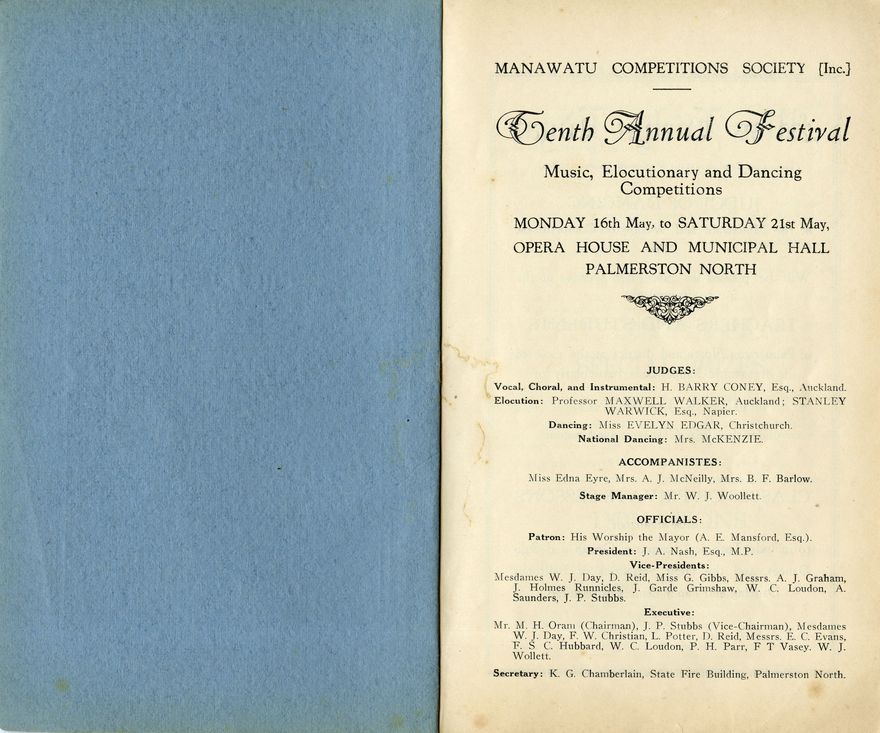 MANAWATU COMPETITIONS SOCIETY [Inc.]
Tenth Annual Festival
Music, Elocutionary and Dancing
Competitions
MONDAY 16th May, to SATURDAY 21st May,
OPERA HOUSE AND MUNICIPAL HALL
PALMERSTON NORTH
JUDGES:
Vocal, Choral, and Instrumental: H. BARRY CONEY, Esq., Auckland.
Elocution: Professor MAXWELL WALKER, Auckland; STANLEY
WARWICK, Esq., Napier.
Dancing: Miss EVELYN EDGAR, Christchurch.
National Dancing: Mrs. McKENZIE.
ACCOMPANISTES:
Miss Edna Eyre, Mrs. A. J. McNeilly, Mrs. B. F. Barlow.
Stage Manager: Mr. W. J. Woollett.
OFFICIALS:
Patron: His Worship the Mayor (A. E. Mansford, Esq.).
President: J. A. Nash, Esq., M.P.
Vice-Presidents:
Mesdames W. J. Day, D. Reid, Miss G. Gibbs, Messrs. A. J. Graham,
J. Holmes Runnicles, J. Garde Grimshaw, W. C. Loudon, A.
Saunders, J. P. Stubbs.
Executive:
Mr. M. H. Oram (Chairman), J. P. Stubbs (Vice-Chairman), Mesdames
W. J. Day, F. W. Christian, L. Potter, D. Reid, Messrs. E. C. Evans,
F. S. C. Hubbard, W. C. Loudon, P. H. Parr, F T Vasey. W. J.
Wollett.
Secretary: K. G. Chamberlain, State Fire Building, Palmerston North.